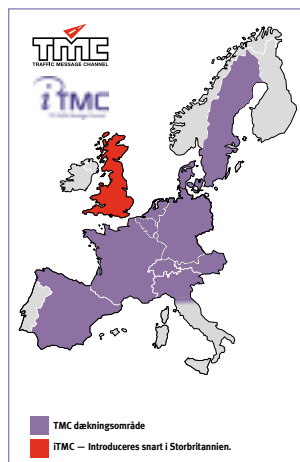 TMC
TRAFFIC MESSAGE CHANNEL
iTMC
TMC dækningsområde
iTMC — Introduceres snart i Storbritannien.